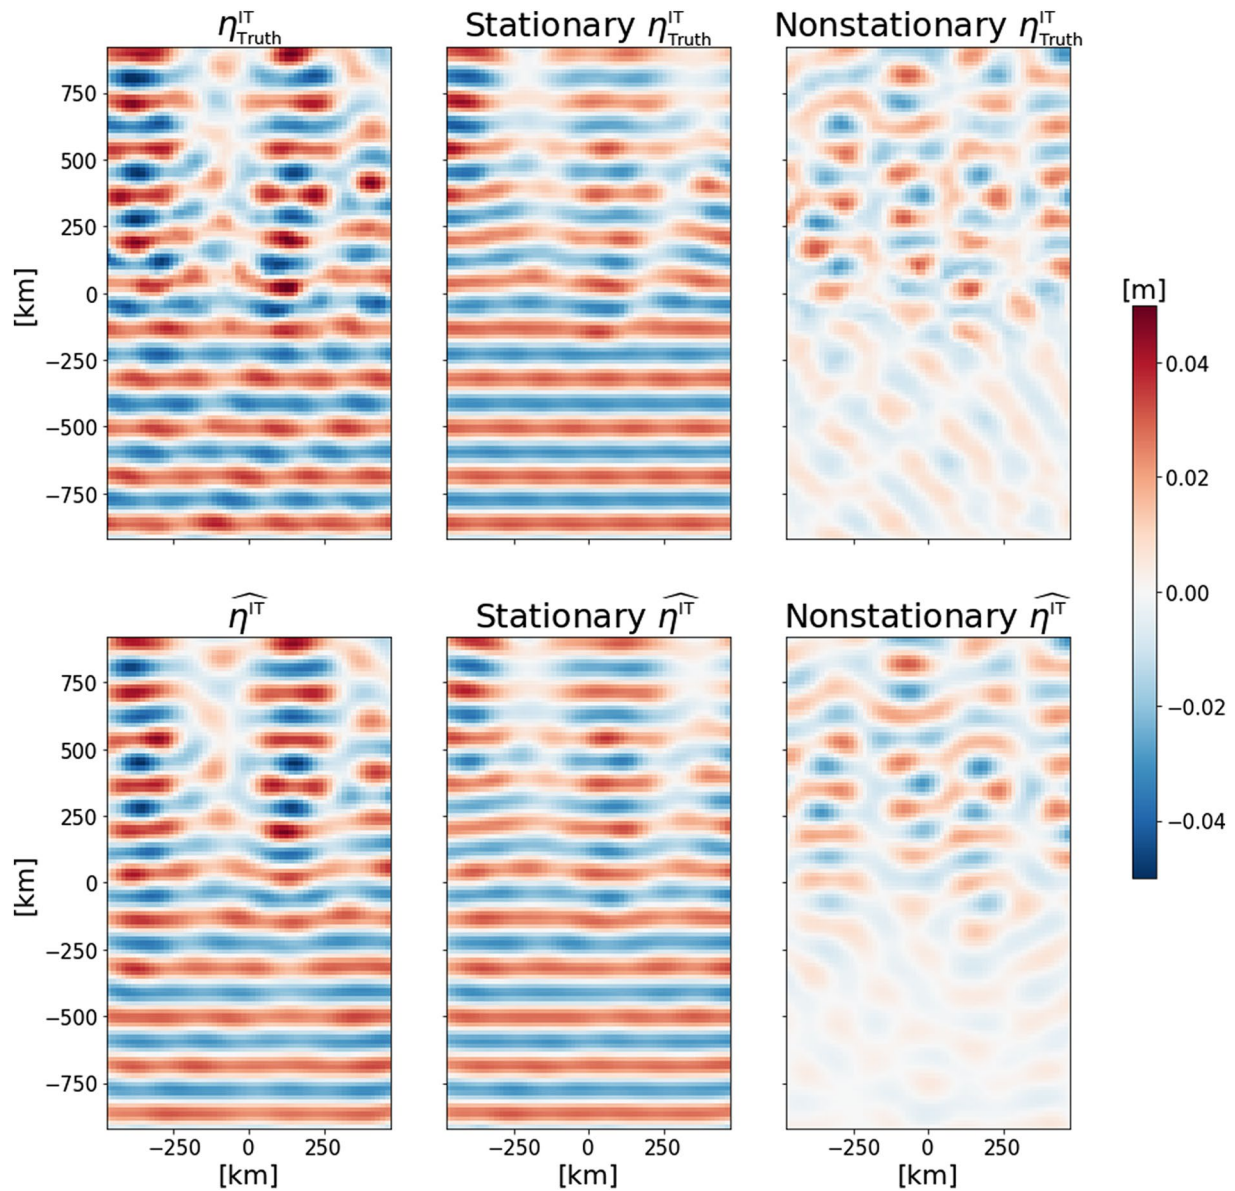 η^IT_Truth
Stationary η^IT_Truth
Nonstationary η^IT_Truth
750
500
250
0
−250
−500
−750
[km]
[m]
0.04
0.02
0.00
−0.02
−0.04
η̂^IT
Stationary η̂^IT
Nonstationary η̂^IT
750
500
250
0
−250
−500
−750
[km]
−250 0 250
−250 0 250
−250 0 250
[km]
[km]
[km]